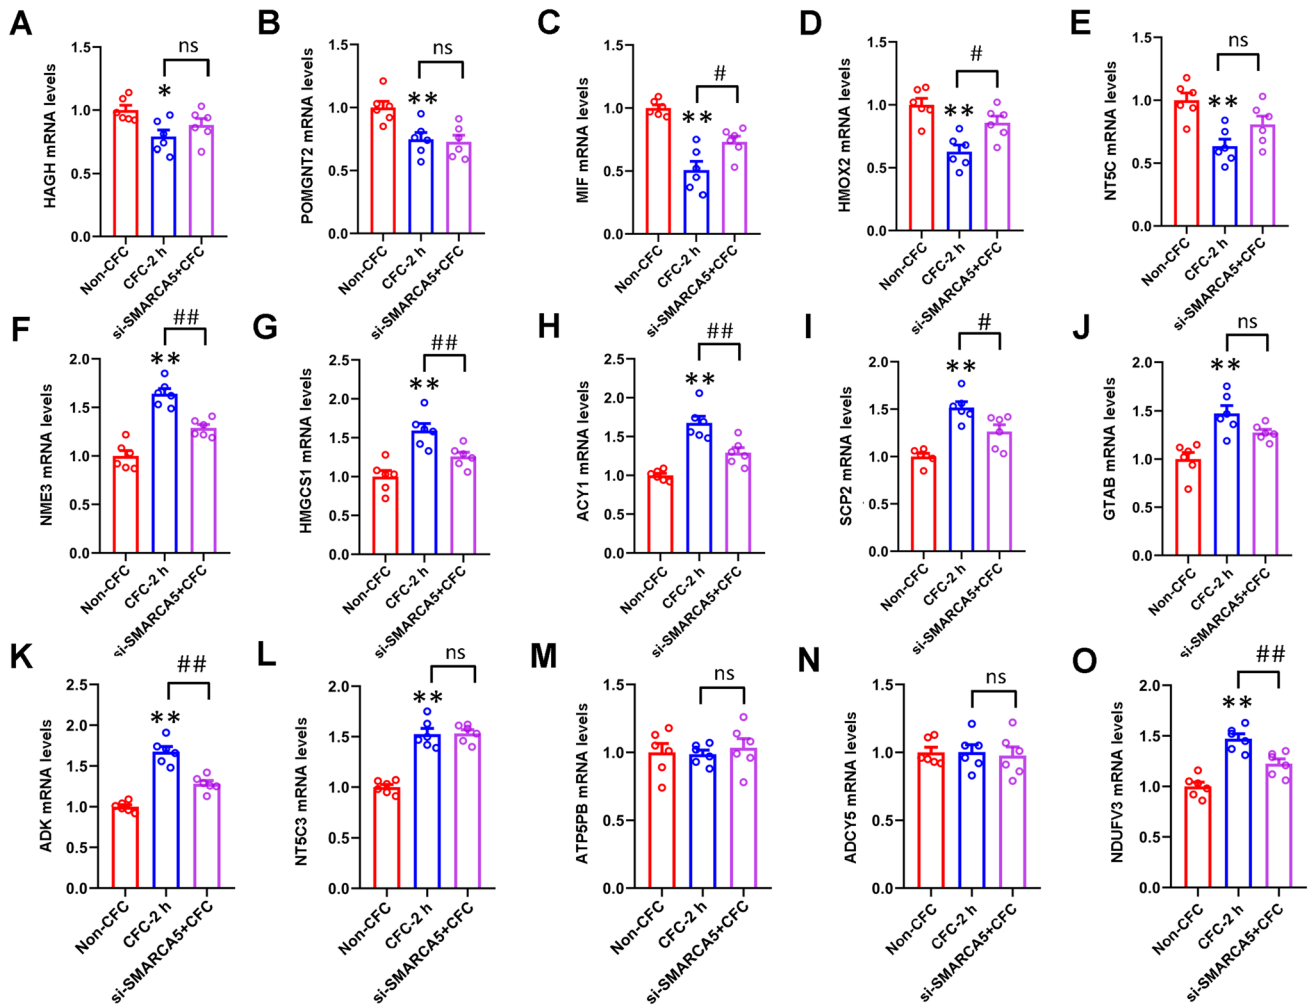 A
HAGH mRNA levels
1.5
1.0
0.5
0.0
*
ns
Non-CFC
CFC-2 h
si-SMARCA5+CFC
B
POMGNT2 mRNA levels
1.5
1.0
0.5
0.0
**
ns
Non-CFC
CFC-2 h
si-SMARCA5+CFC
C
MIF mRNA levels
1.5
1.0
0.5
0.0
**
#
Non-CFC
CFC-2 h
si-SMARCA5+CFC
D
HMOX2 mRNA levels
1.5
1.0
0.5
0.0
**
#
Non-CFC
CFC-2 h
si-SMARCA5+CFC
E
NT5C mRNA levels
1.5
1.0
0.5
0.0
**
ns
Non-CFC
CFC-2 h
si-SMARCA5+CFC
F
NME3 mRNA levels
2.0
1.5
1.0
0.5
0.0
**
##
Non-CFC
CFC-2 h
si-SMARCA5+CFC
G
HMGCS1 mRNA levels
2.5
2.0
1.5
1.0
0.5
0.0
**
##
Non-CFC
CFC-2 h
si-SMARCA5+CFC
H
ACY1 mRNA levels
2.5
2.0
1.5
1.0
0.5
0.0
**
##
Non-CFC
CFC-2 h
si-SMARCA5+CFC
I
SCP2 mRNA levels
2.0
1.5
1.0
0.5
0.0
**
#
Non-CFC
CFC-2 h
si-SMARCA5+CFC
J
GTAB mRNA levels
2.0
1.5
1.0
0.5
0.0
**
ns
Non-CFC
CFC-2 h
si-SMARCA5+CFC
K
ADK mRNA levels
2.5
2.0
1.5
1.0
0.5
0.0
**
##
Non-CFC
CFC-2 h
si-SMARCA5+CFC
L
NT5C3 mRNA levels
2.0
1.5
1.0
0.5
0.0
**
ns
Non-CFC
CFC-2 h
si-SMARCA5+CFC
M
ATP5PB mRNA levels
1.5
1.0
0.5
0.0
ns
Non-CFC
CFC-2 h
si-SMARCA5+CFC
N
ADCY5 mRNA levels
1.5
1.0
0.5
0.0
ns
Non-CFC
CFC-2 h
si-SMARCA5+CFC
O
NDUFV3 mRNA levels
2.0
1.5
1.0
0.5
0.0
**
##
Non-CFC
CFC-2 h
si-SMARCA5+CFC